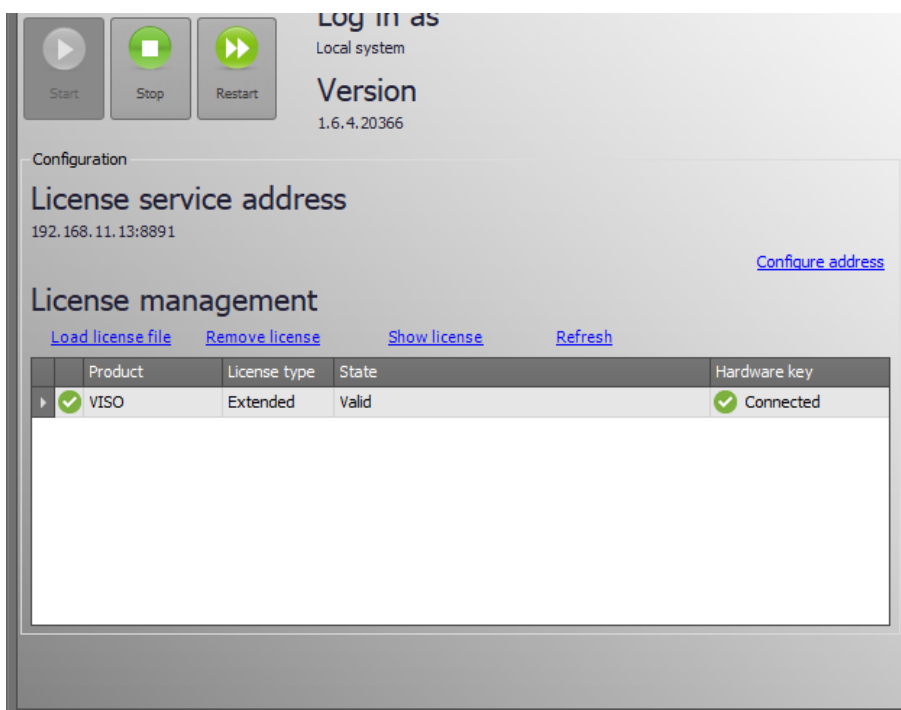 Log in as
Start Stop Restart
Local system
Version
1.6.4.20366
Configuration
License service address
192.168.11.13:8891
Configure address
License management
Load license file Remove license Show license Refresh
Product License type State Hardware key
VISO Extended Valid Connected